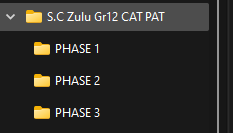 S.C Zulu Gr12 CAT PAT
PHASE 1
PHASE 2
PHASE 3